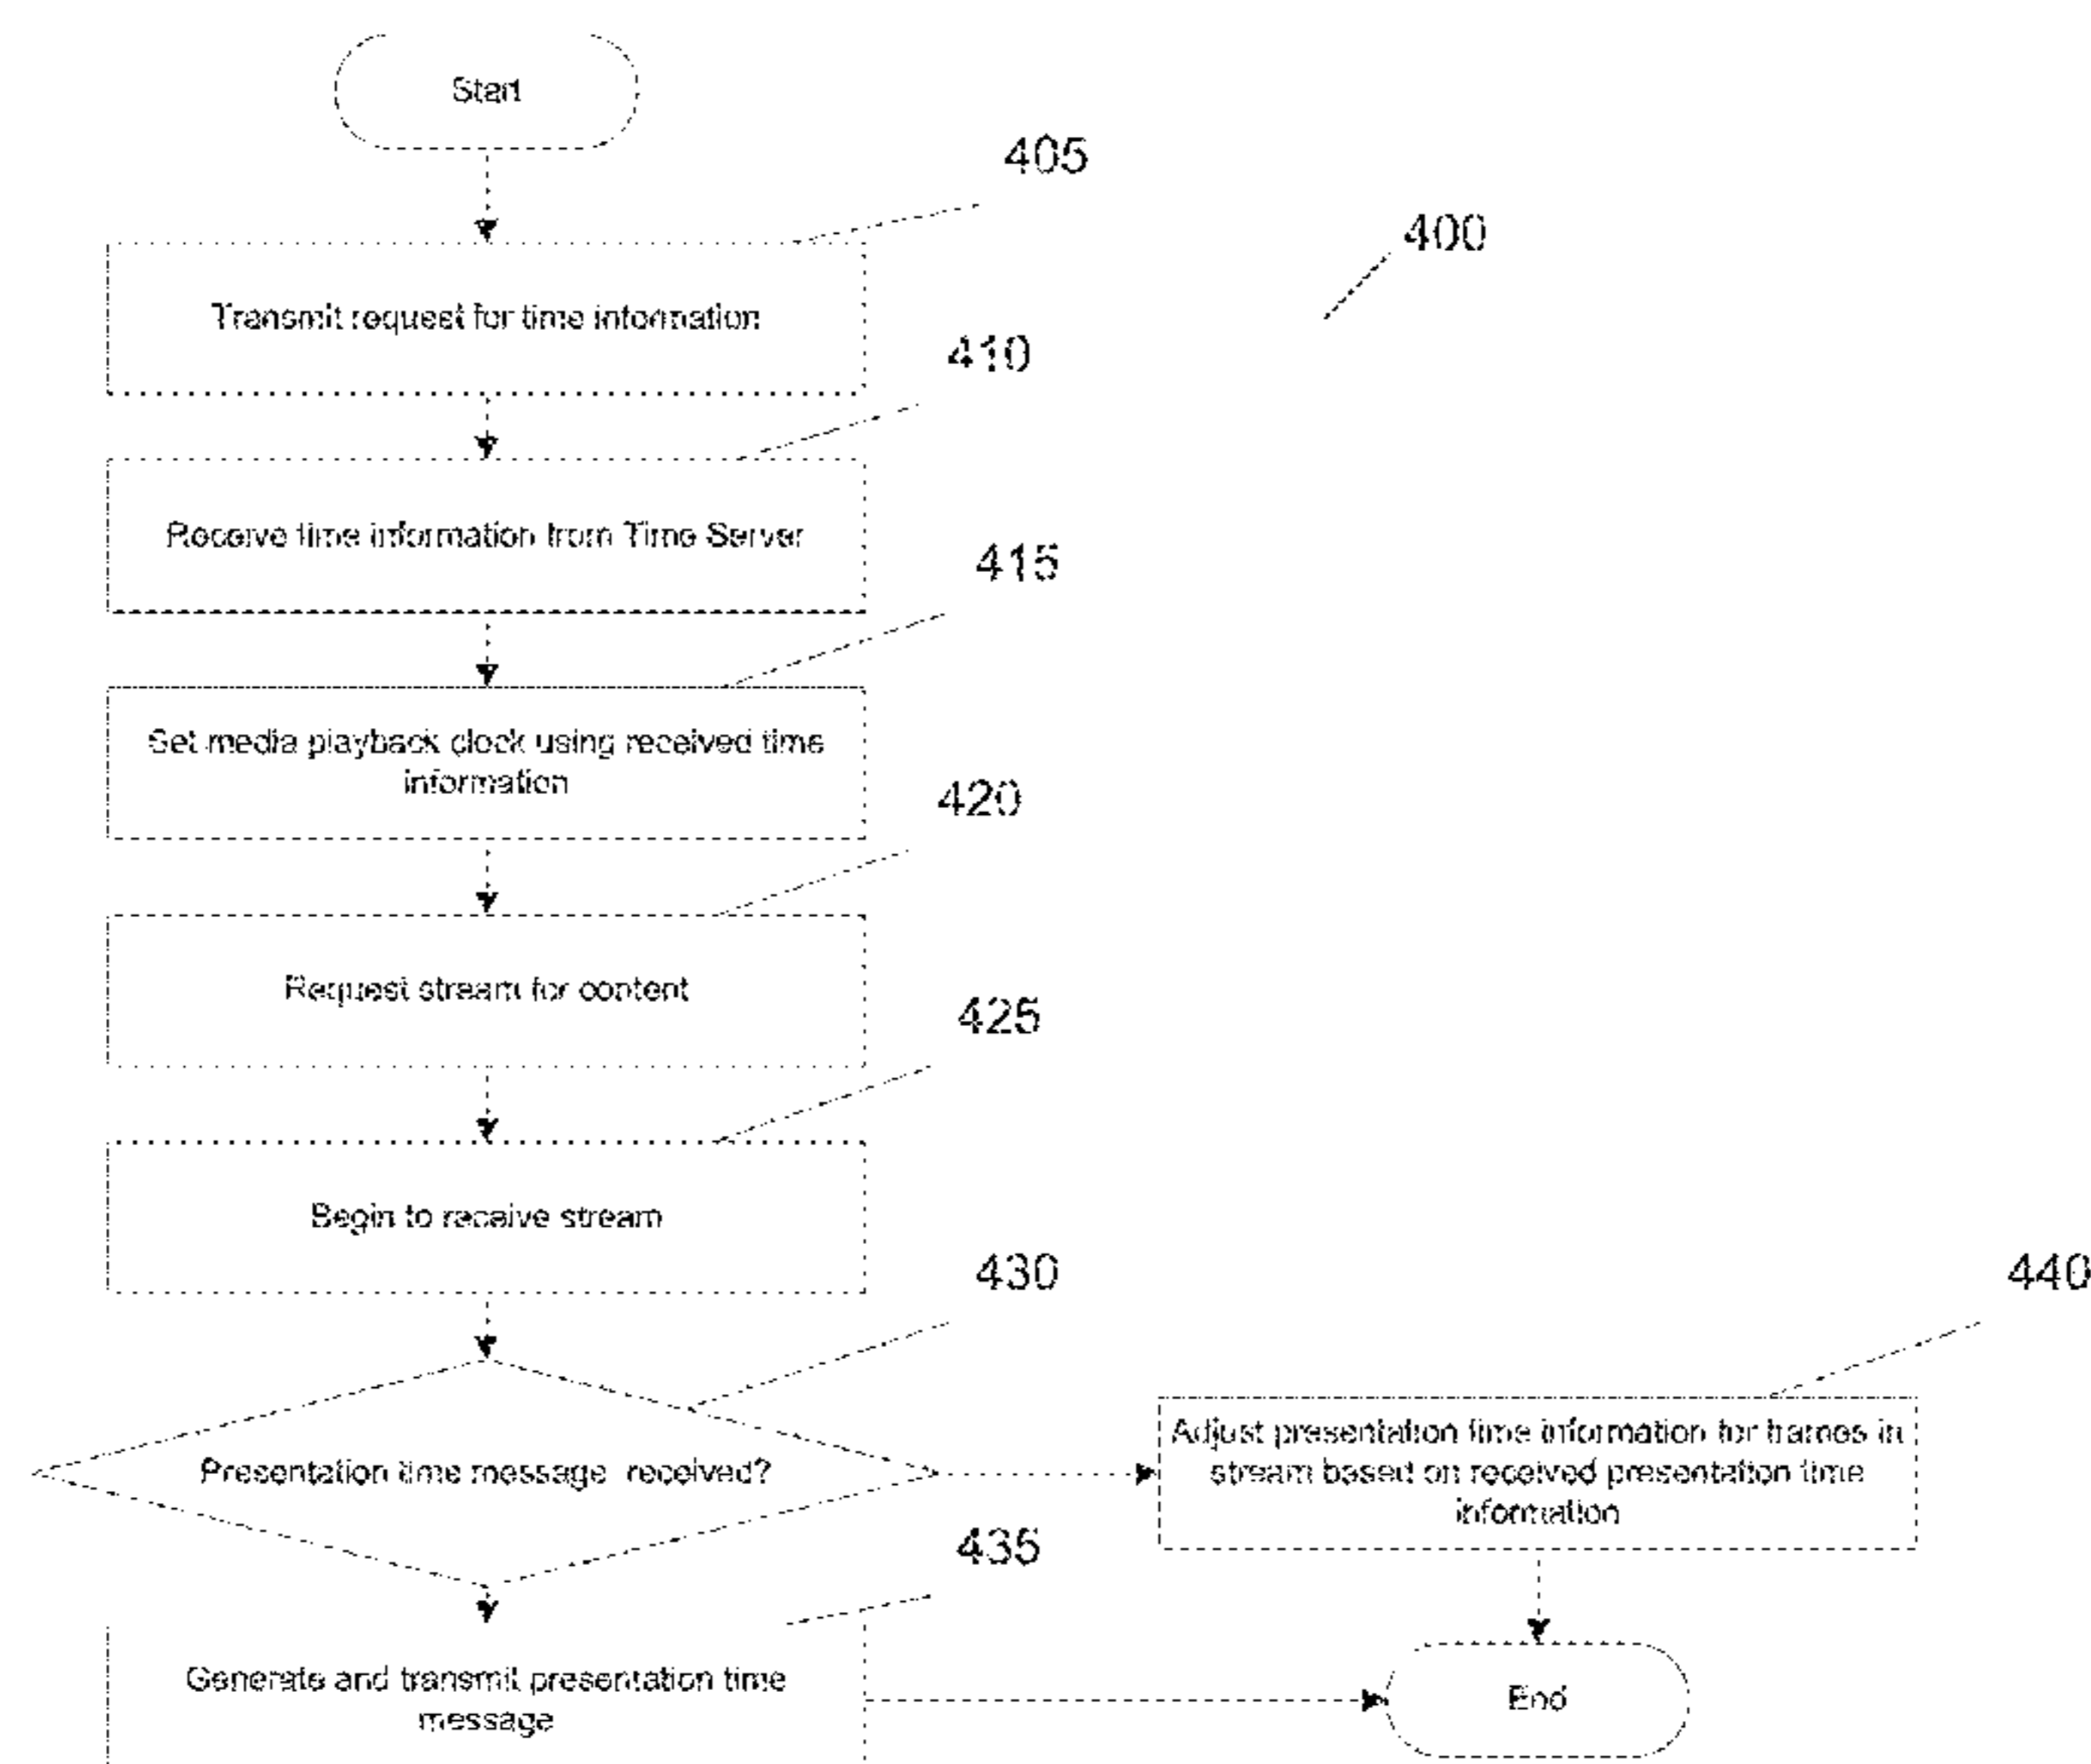 Start
405
400
Transmit request for time information
410
Receive time information from Time Server
415
Set media playback clock using received time
information
420
Request stream for content
425
Begin to receive stream
430
440
Presentation time message received?
Adjust presentation time information for frames in
stream based on received presentation time
information
435
Generate and transmit presentation time
message
End